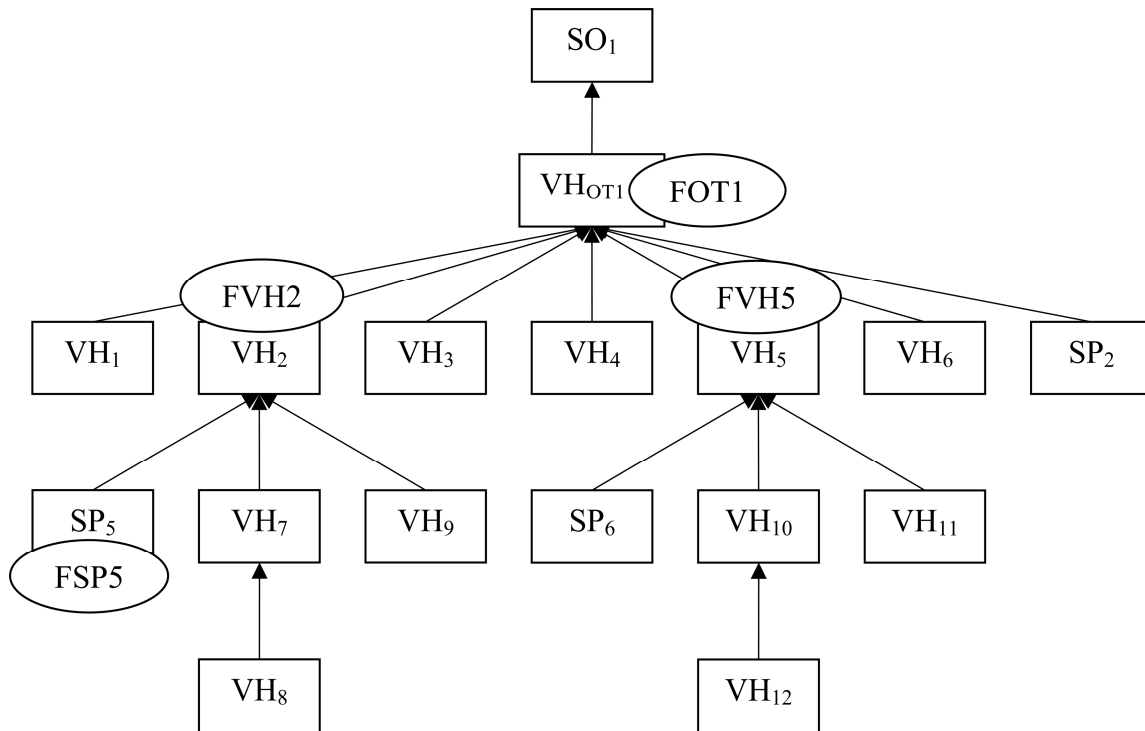 SO₁
VH_OT1 FOT1
FVH2 FVH5
VH₁ VH₂ VH₃ VH₄ VH₅ VH₆ SP₂
SP₅ VH₇ VH₉ SP₆ VH₁₀ VH₁₁
FSP5
VH₈ VH₁₂